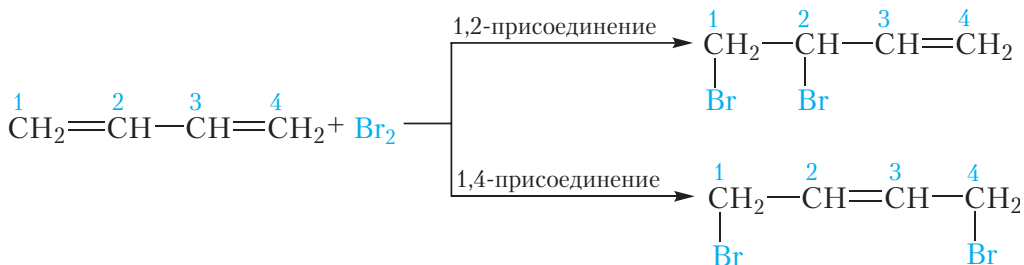 1,2-присоединение
1 2 3 4
CH₂—CH—CH=CH₂
Br Br
1 2 3 4
CH₂=CH—CH=CH₂ + Br₂
1,4-присоединение
1 2 3 4
CH₂—CH=CH—CH₂
Br Br